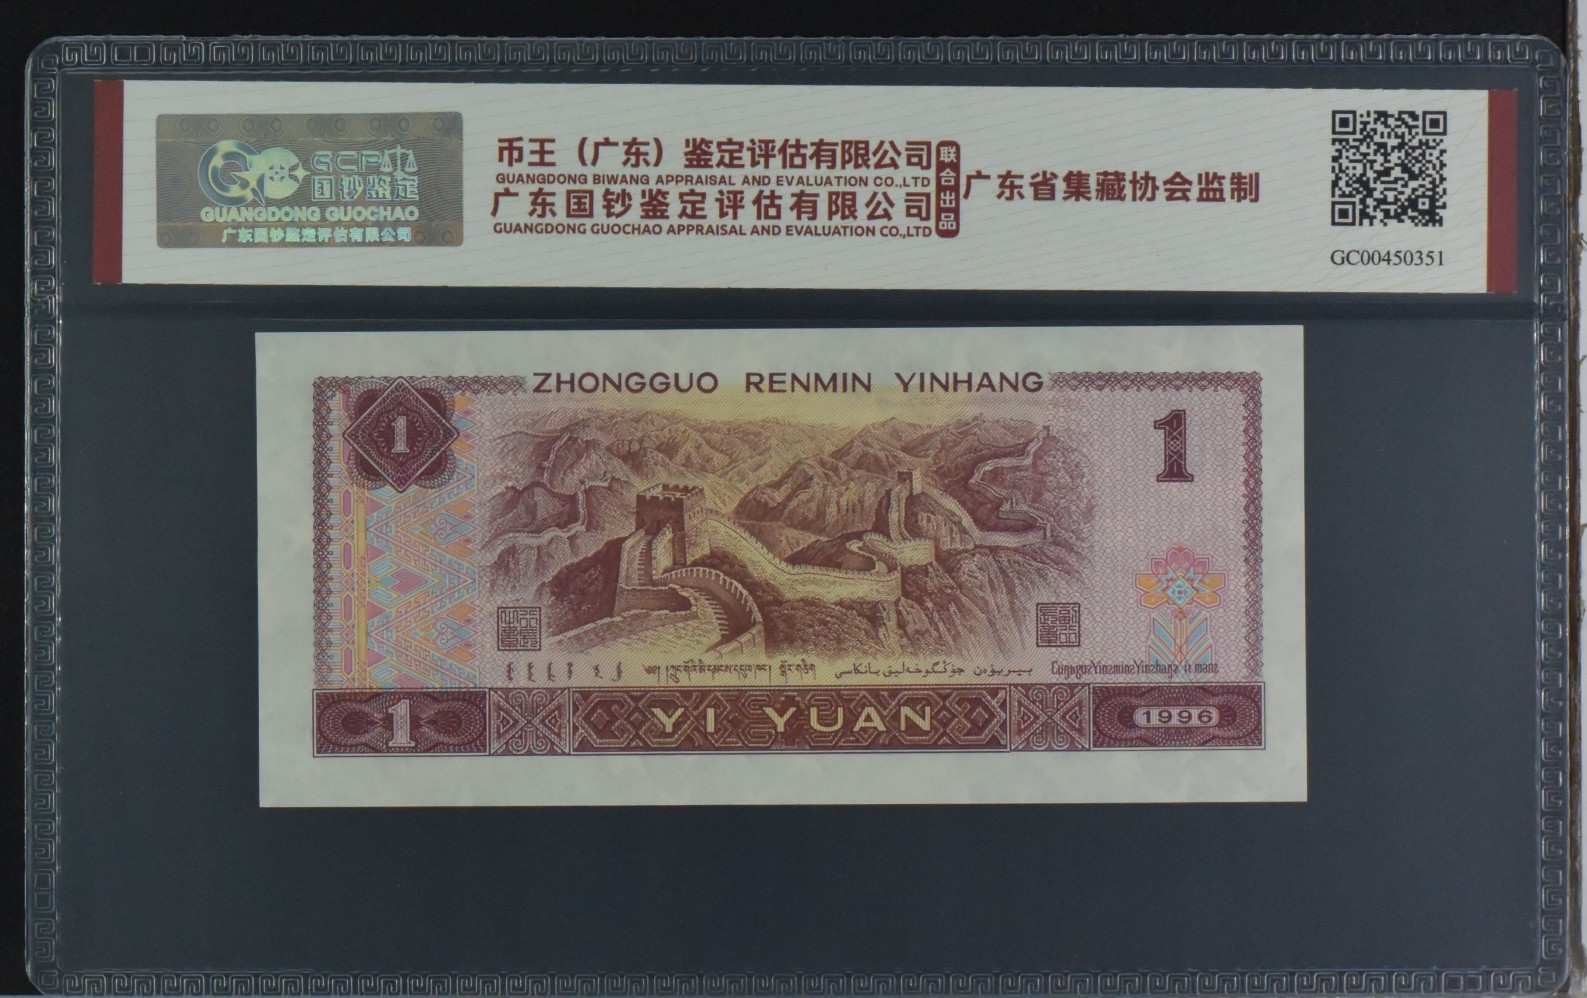 GCPA
国钞鉴定
GUANGDONG GUOCHAO
广东国钞鉴定评估有限公司
币王（广东）鉴定评估有限公司
GUANGDONG BIWANG APPRAISAL AND EVALUATION CO.,LTD
广东国钞鉴定评估有限公司
GUANGDONG GUOCHAO APPRAISAL AND EVALUATION CO.,LTD
联合出品
广东省集藏协会监制
GC00450351
ZHONGGUO RENMIN YINHANG
1
1
YI YUAN
1
1996